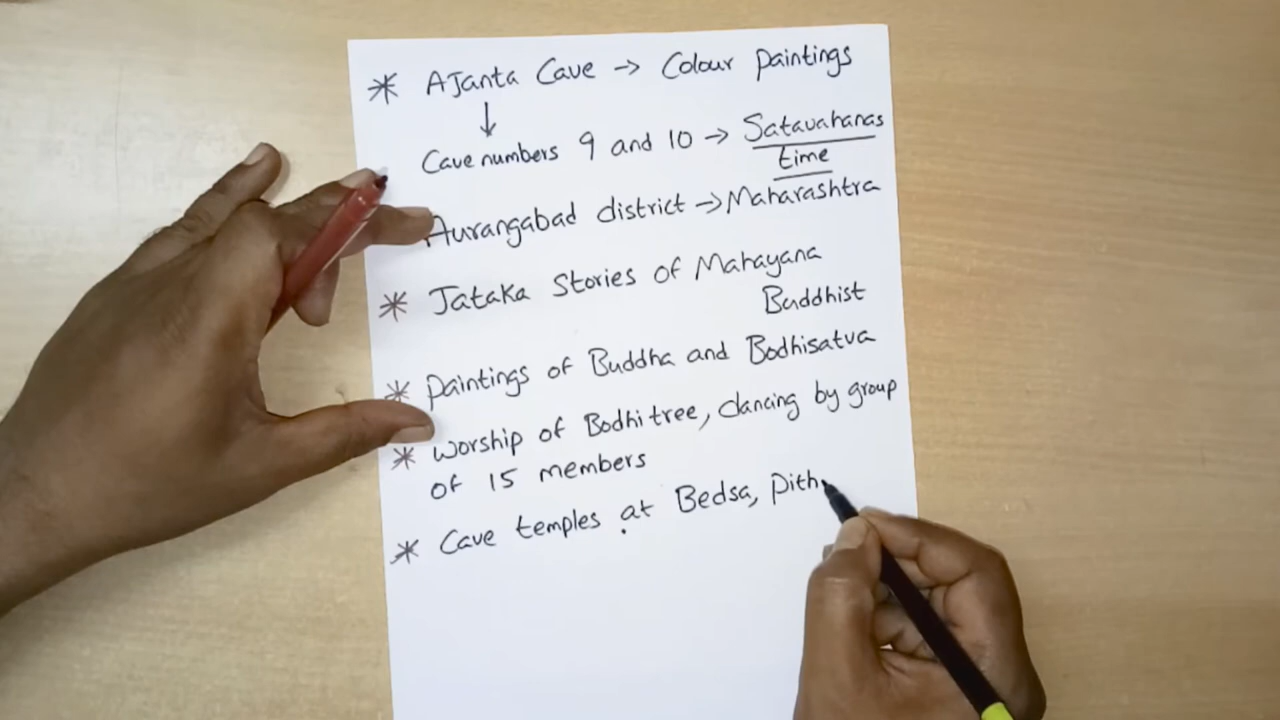 * AJanta Cave → Colour Paintings
↓
Cave numbers 9 and 10 → Satavahanas
time
Aurangabad district → Maharashtra
* Jataka Stories of Mahayana
Buddhist
* Paintings of Buddha and Bodhisatva
* Worship of Bodhi tree, dancing by group
of 15 members
* Cave temples at Bedsa, Pith